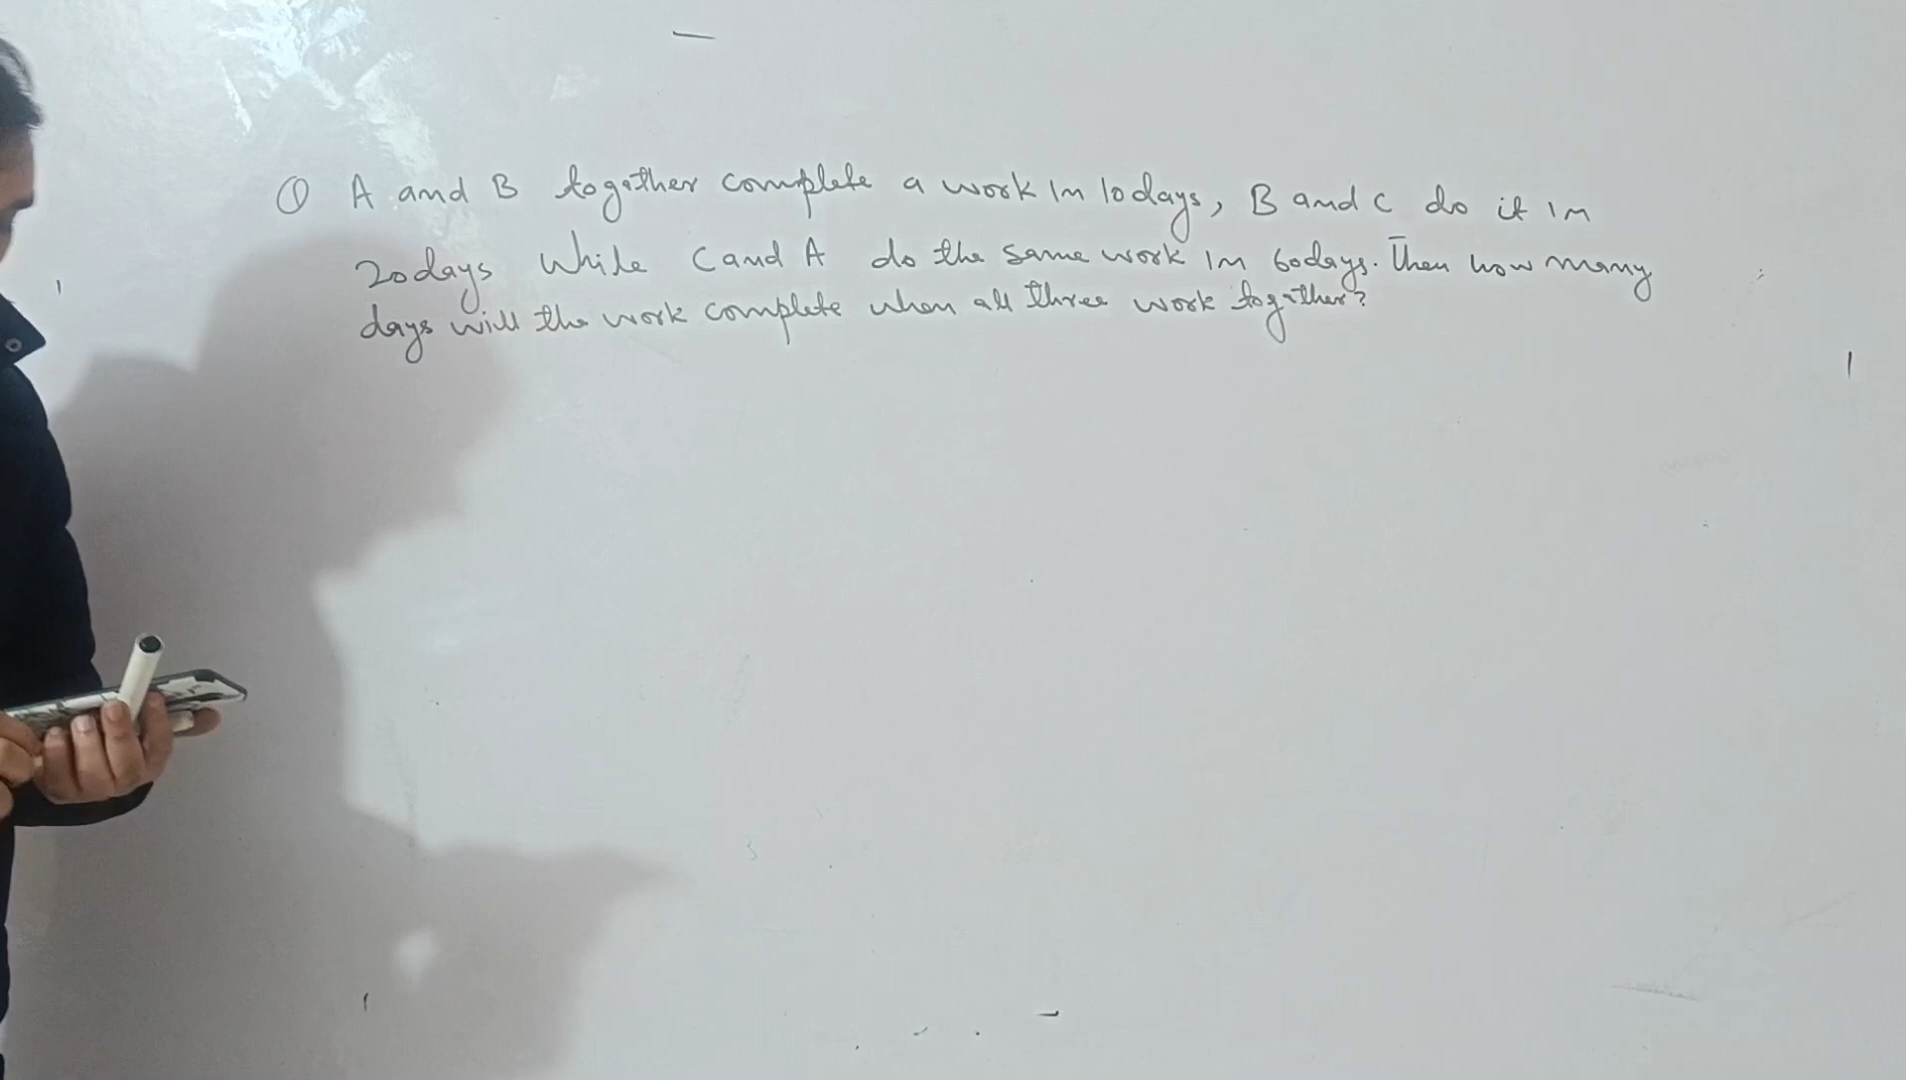 ① A and B together complete a work in 10 days, B and C do it in
20 days while C and A do the same work in 60 days. Then how many
days will the work complete when all three work together?